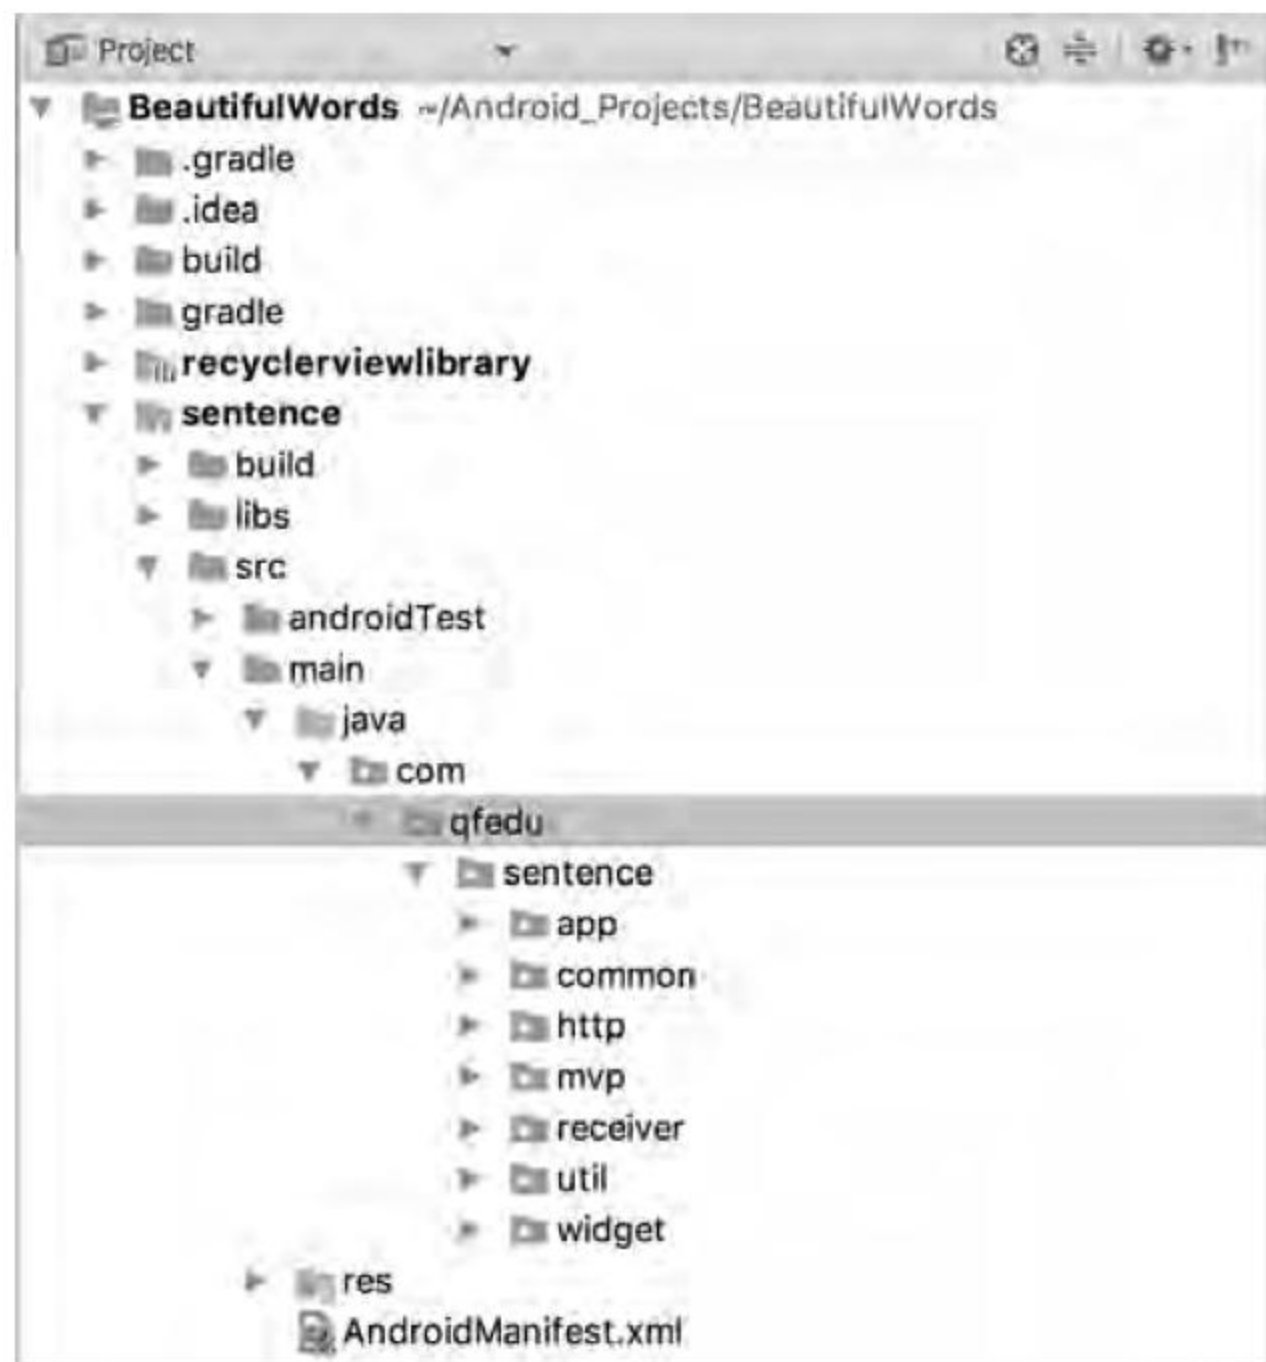 Project
BeautifulWords ~/Android_Projects/BeautifulWords
.gradle
.idea
build
gradle
recyclerviewlibrary
sentence
build
libs
src
androidTest
main
java
com
qfedu
sentence
app
common
http
mvp
receiver
util
widget
res
AndroidManifest.xml